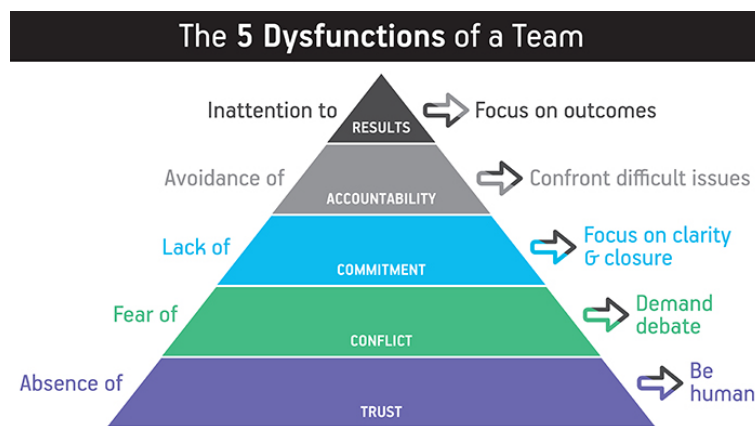 The 5 Dysfunctions of a Team
Inattention to
RESULTS
Focus on outcomes
Avoidance of
ACCOUNTABILITY
Confront difficult issues
Lack of
COMMITMENT
Focus on clarity
& closure
Fear of
CONFLICT
Demand
debate
Absence of
TRUST
Be
human